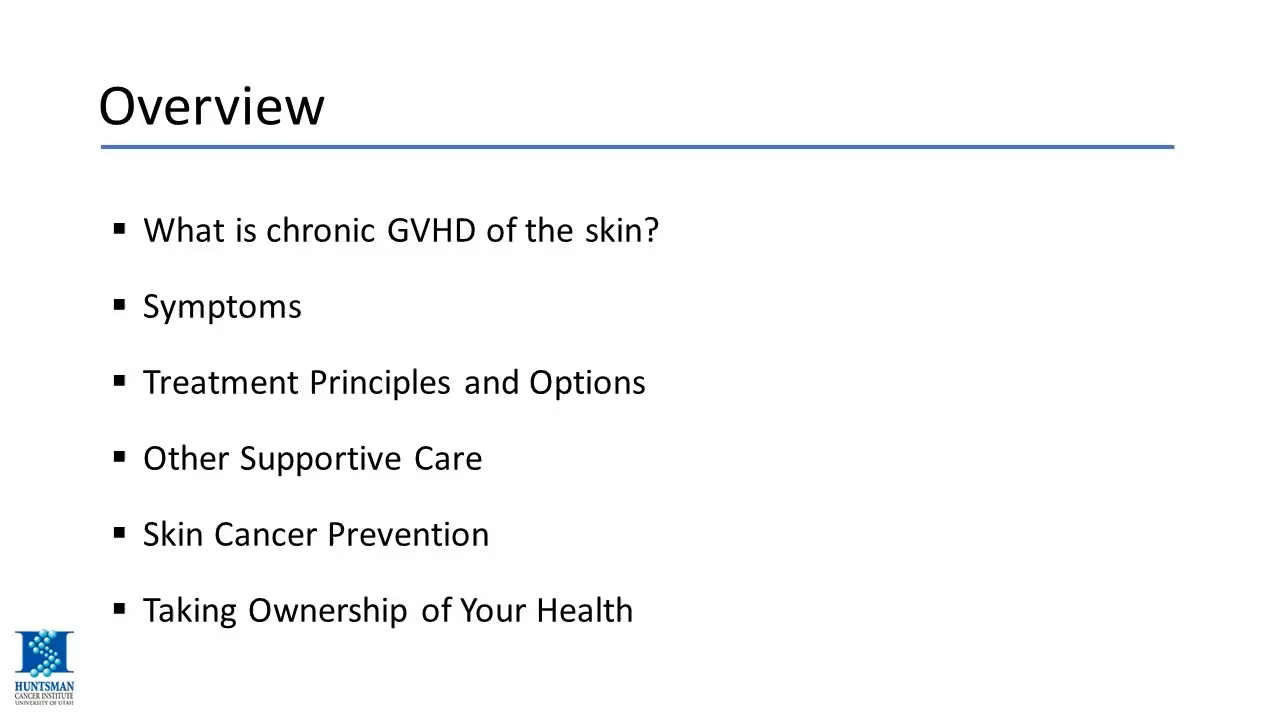 Overview
▪ What is chronic GVHD of the skin?
▪ Symptoms
▪ Treatment Principles and Options
▪ Other Supportive Care
▪ Skin Cancer Prevention
▪ Taking Ownership of Your Health
HUNTSMAN
CANCER INSTITUTE
UNIVERSITY OF UTAH